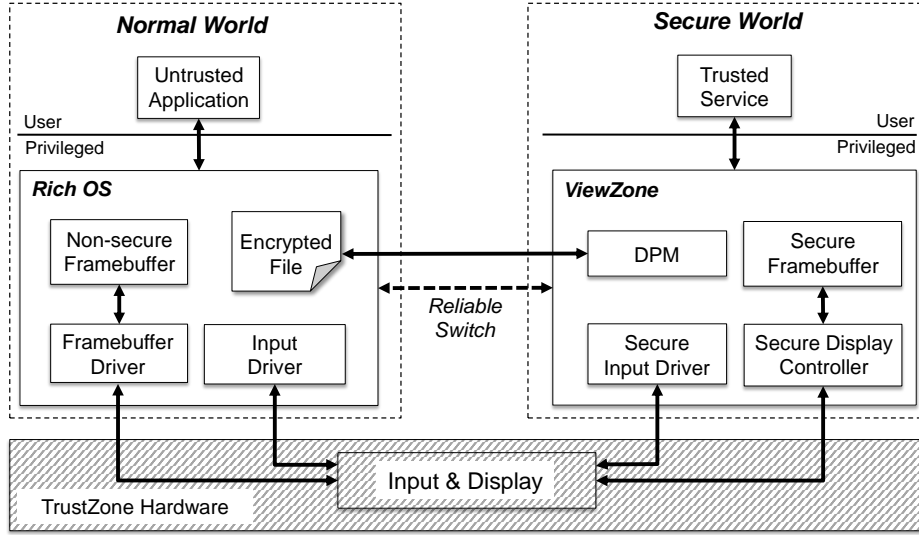 Normal World
Secure World
Untrusted
Application
Trusted
Service
User
Privileged
User
Privileged
Rich OS
ViewZone
Non-secure
Framebuffer
Encrypted
File
DPM
Secure
Framebuffer
Reliable
Switch
Framebuffer
Driver
Input
Driver
Secure
Input Driver
Secure Display
Controller
Input & Display
TrustZone Hardware